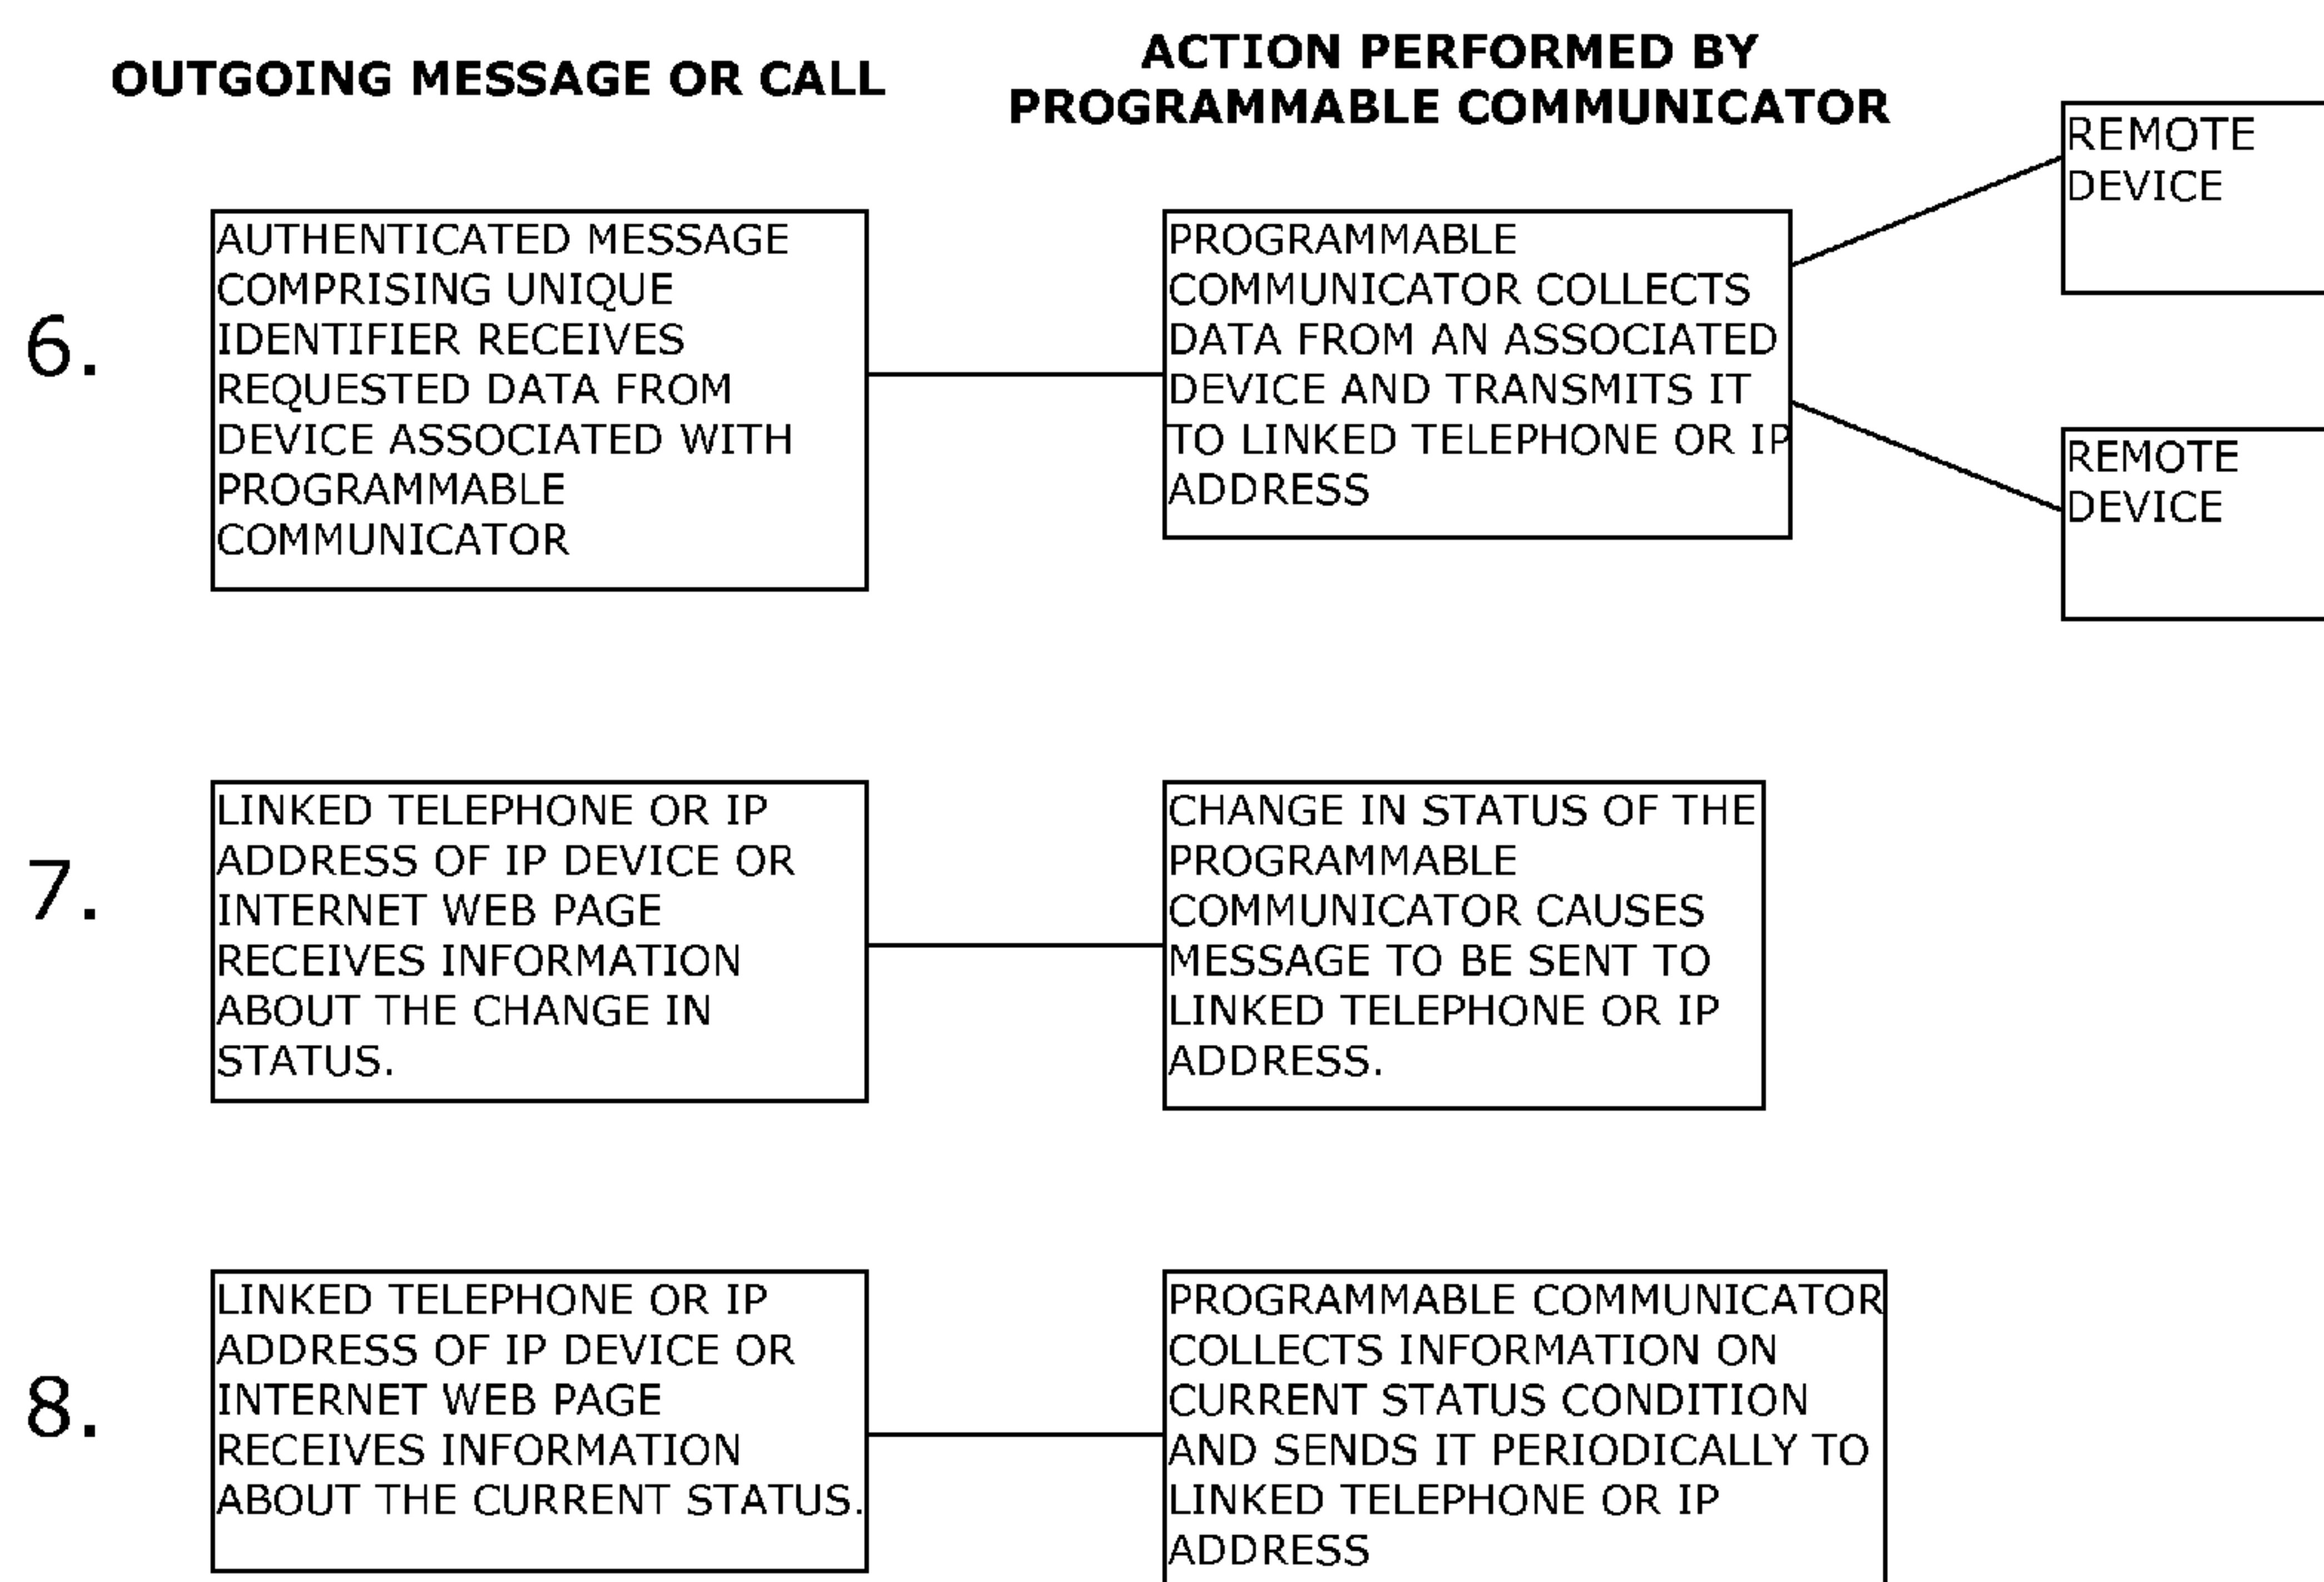 OUTGOING MESSAGE OR CALL
ACTION PERFORMED BY
PROGRAMMABLE COMMUNICATOR
6.
AUTHENTICATED MESSAGE
COMPRISING UNIQUE
IDENTIFIER RECEIVES
REQUESTED DATA FROM
DEVICE ASSOCIATED WITH
PROGRAMMABLE
COMMUNICATOR
PROGRAMMABLE
COMMUNICATOR COLLECTS
DATA FROM AN ASSOCIATED
DEVICE AND TRANSMITS IT
TO LINKED TELEPHONE OR IP
ADDRESS
REMOTE
DEVICE
REMOTE
DEVICE
7.
LINKED TELEPHONE OR IP
ADDRESS OF IP DEVICE OR
INTERNET WEB PAGE
RECEIVES INFORMATION
ABOUT THE CHANGE IN
STATUS.
CHANGE IN STATUS OF THE
PROGRAMMABLE
COMMUNICATOR CAUSES
MESSAGE TO BE SENT TO
LINKED TELEPHONE OR IP
ADDRESS.
8.
LINKED TELEPHONE OR IP
ADDRESS OF IP DEVICE OR
INTERNET WEB PAGE
RECEIVES INFORMATION
ABOUT THE CURRENT STATUS.
PROGRAMMABLE COMMUNICATOR
COLLECTS INFORMATION ON
CURRENT STATUS CONDITION
AND SENDS IT PERIODICALLY TO
LINKED TELEPHONE OR IP
ADDRESS